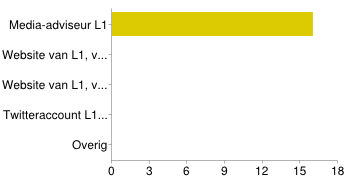 Media-adviseur L1
Website van L1, v...
Website van L1, v...
Twitteraccount L1...
Overig
0 3 6 9 12 15 18